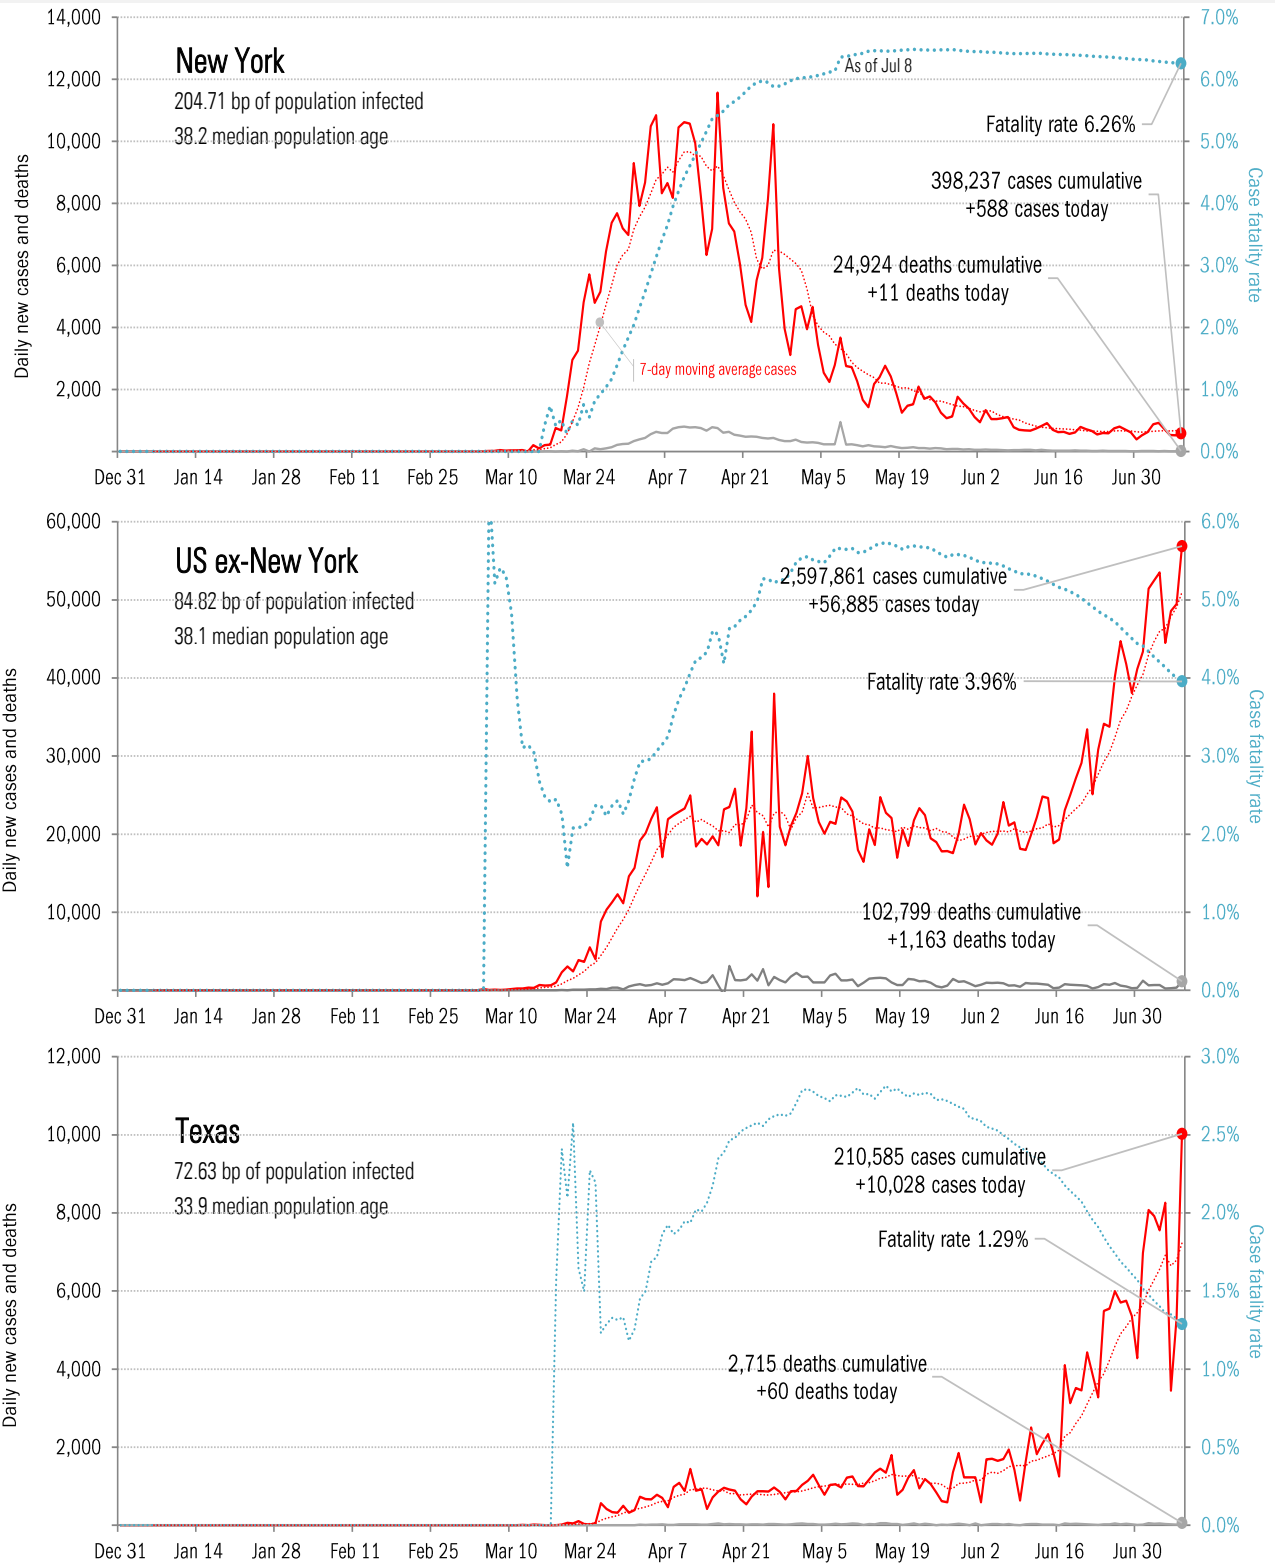 14,000
12,000
10,000
8,000
6,000
4,000
2,000
7.0%
6.0%
5.0%
4.0%
3.0%
2.0%
1.0%
0.0%
Daily new cases and deaths
Case fatality rate
New York
204.71 bp of population infected
38.2 median population age
As of Jul 8
Fatality rate 6.26%
398,237 cases cumulative
+588 cases today
24,924 deaths cumulative
+11 deaths today
7-day moving average cases
Dec 31 Jan 14 Jan 28 Feb 11 Feb 25 Mar 10 Mar 24 Apr 7 Apr 21 May 5 May 19 Jun 2 Jun 16 Jun 30
60,000
50,000
40,000
30,000
20,000
10,000
6.0%
5.0%
4.0%
3.0%
2.0%
1.0%
0.0%
Daily new cases and deaths
Case fatality rate
US ex-New York
84.82 bp of population infected
38.1 median population age
2,597,861 cases cumulative
+56,885 cases today
Fatality rate 3.96%
102,799 deaths cumulative
+1,163 deaths today
Dec 31 Jan 14 Jan 28 Feb 11 Feb 25 Mar 10 Mar 24 Apr 7 Apr 21 May 5 May 19 Jun 2 Jun 16 Jun 30
12,000
10,000
8,000
6,000
4,000
2,000
3.0%
2.5%
2.0%
1.5%
1.0%
0.5%
0.0%
Daily new cases and deaths
Case fatality rate
Texas
72.63 bp of population infected
33.9 median population age
210,585 cases cumulative
+10,028 cases today
Fatality rate 1.29%
2,715 deaths cumulative
+60 deaths today
Dec 31 Jan 14 Jan 28 Feb 11 Feb 25 Mar 10 Mar 24 Apr 7 Apr 21 May 5 May 19 Jun 2 Jun 16 Jun 30